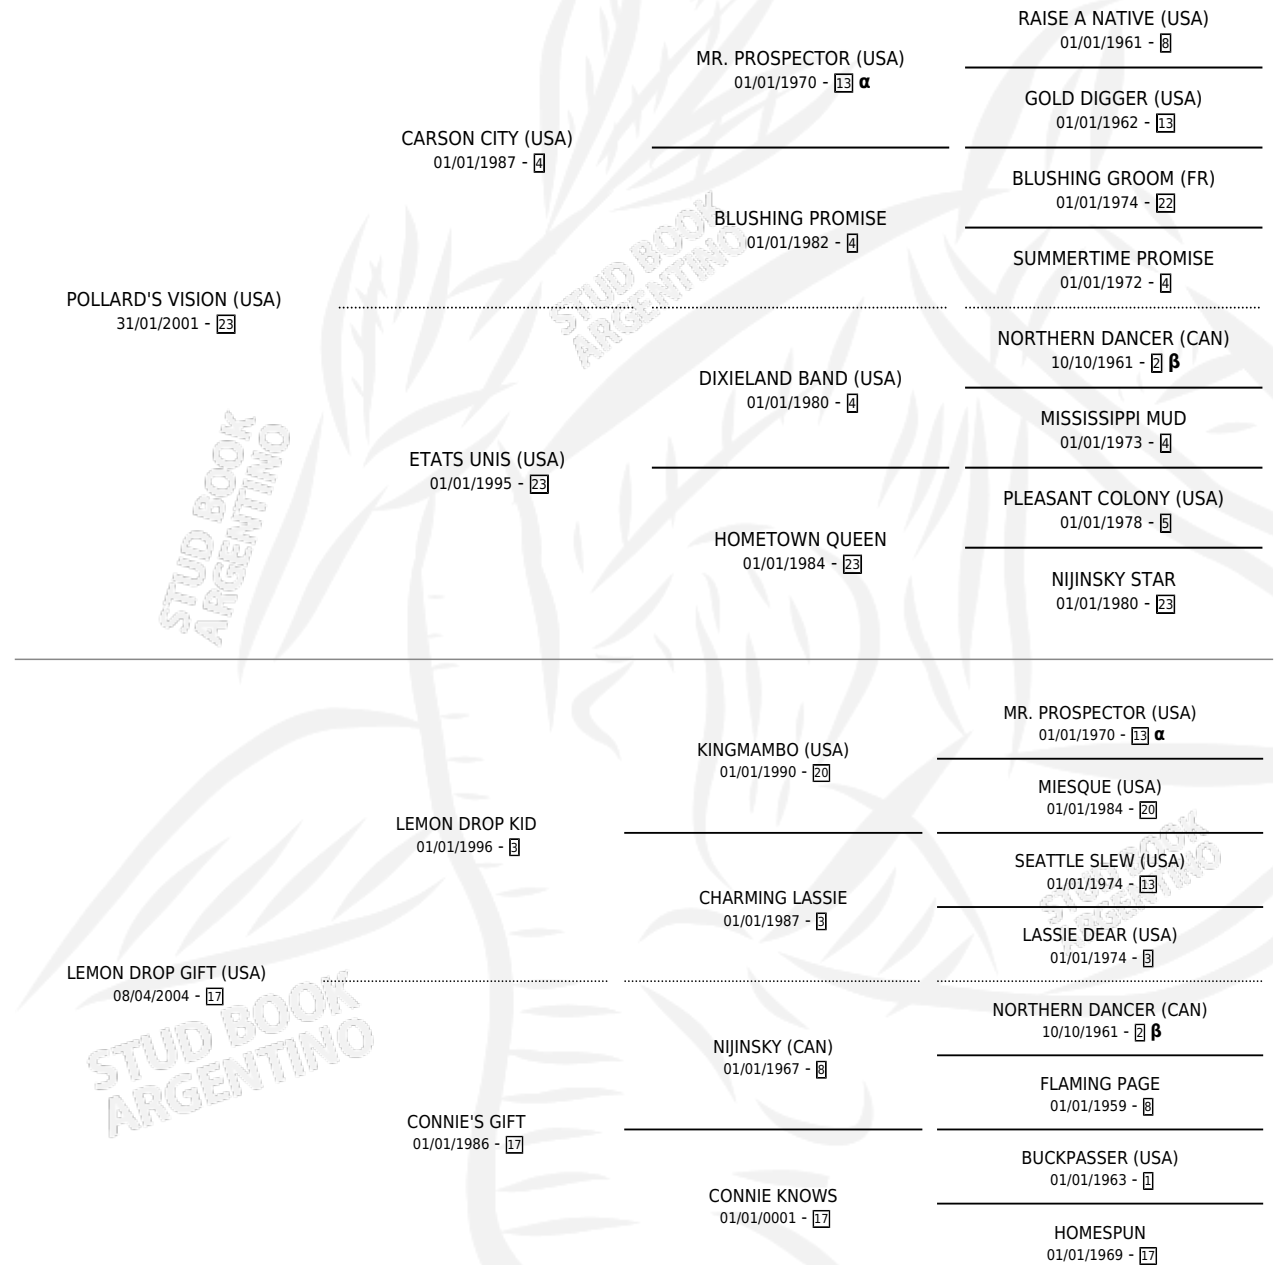 RAISE A NATIVE (USA)
01/01/1961 - 8
MR. PROSPECTOR (USA)
01/01/1970 - 13 α
GOLD DIGGER (USA)
01/01/1962 - 13
CARSON CITY (USA)
01/01/1987 - 4
BLUSHING GROOM (FR)
01/01/1974 - 22
BLUSHING PROMISE
01/01/1982 - 4
SUMMERTIME PROMISE
01/01/1972 - 4
STUD BOOK
ARGENTINO
POLLARD'S VISION (USA)
31/01/2001 - 23
NORTHERN DANCER (CAN)
10/10/1961 - 2 β
DIXIELAND BAND (USA)
01/01/1980 - 4
MISSISSIPPI MUD
01/01/1973 - 4
ETATS UNIS (USA)
01/01/1995 - 23
PLEASANT COLONY (USA)
01/01/1978 - 5
HOMETOWN QUEEN
01/01/1984 - 23
NIJINSKY STAR
01/01/1980 - 23
STUD BOOK
ARGENTINO
MR. PROSPECTOR (USA)
01/01/1970 - 13 α
KINGMAMBO (USA)
01/01/1990 - 20
MIESQUE (USA)
01/01/1984 - 20
LEMON DROP KID
01/01/1996 - 3
SEATTLE SLEW (USA)
01/01/1974 - 13
CHARMING LASSIE
01/01/1987 - 3
LASSIE DEAR (USA)
01/01/1974 - 3
STUD BOOK
ARGENTINO
LEMON DROP GIFT (USA)
08/04/2004 - 17
NORTHERN DANCER (CAN)
10/10/1961 - 2 β
NIJINSKY (CAN)
01/01/1967 - 8
FLAMING PAGE
01/01/1959 - 8
CONNIE'S GIFT
01/01/1986 - 17
BUCKPASSER (USA)
01/01/1963 - 1
CONNIE KNOWS
01/01/0001 - 17
HOMESPUN
01/01/1969 - 17
STUD BOOK
ARGENTINO